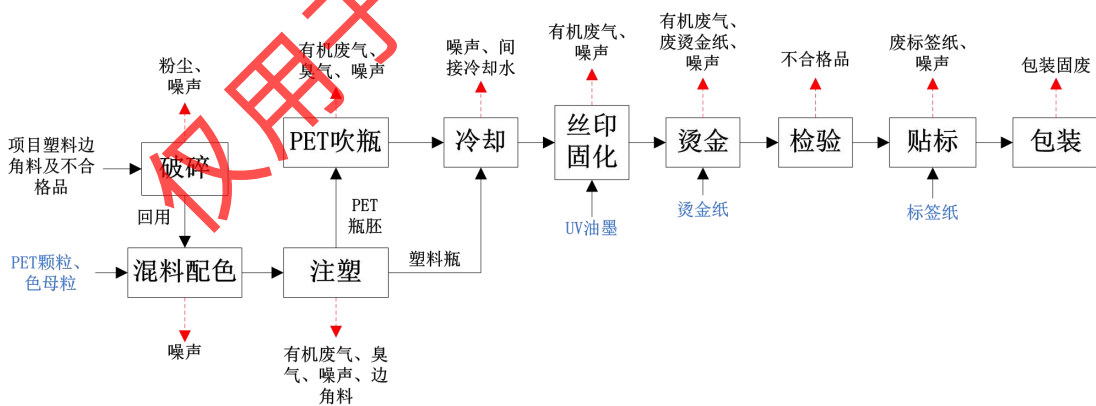 粉尘、
噪声
有机废气、
臭气、噪声
噪声、间
接冷却水
有机废气、
噪声
有机废气、
废烫金纸、
噪声
不合格品
废标签纸、
噪声
包装固废
项目塑料边
角料及不合
格品
破碎
PET吹瓶
冷却
丝印
固化
烫金
检验
贴标
包装
回用
PET
瓶胚
塑料瓶
UV油墨
烫金纸
标签纸
PET颗粒、
色母粒
混料配色
注塑
噪声
有机废气、臭
气、噪声、边
角料
仅用于